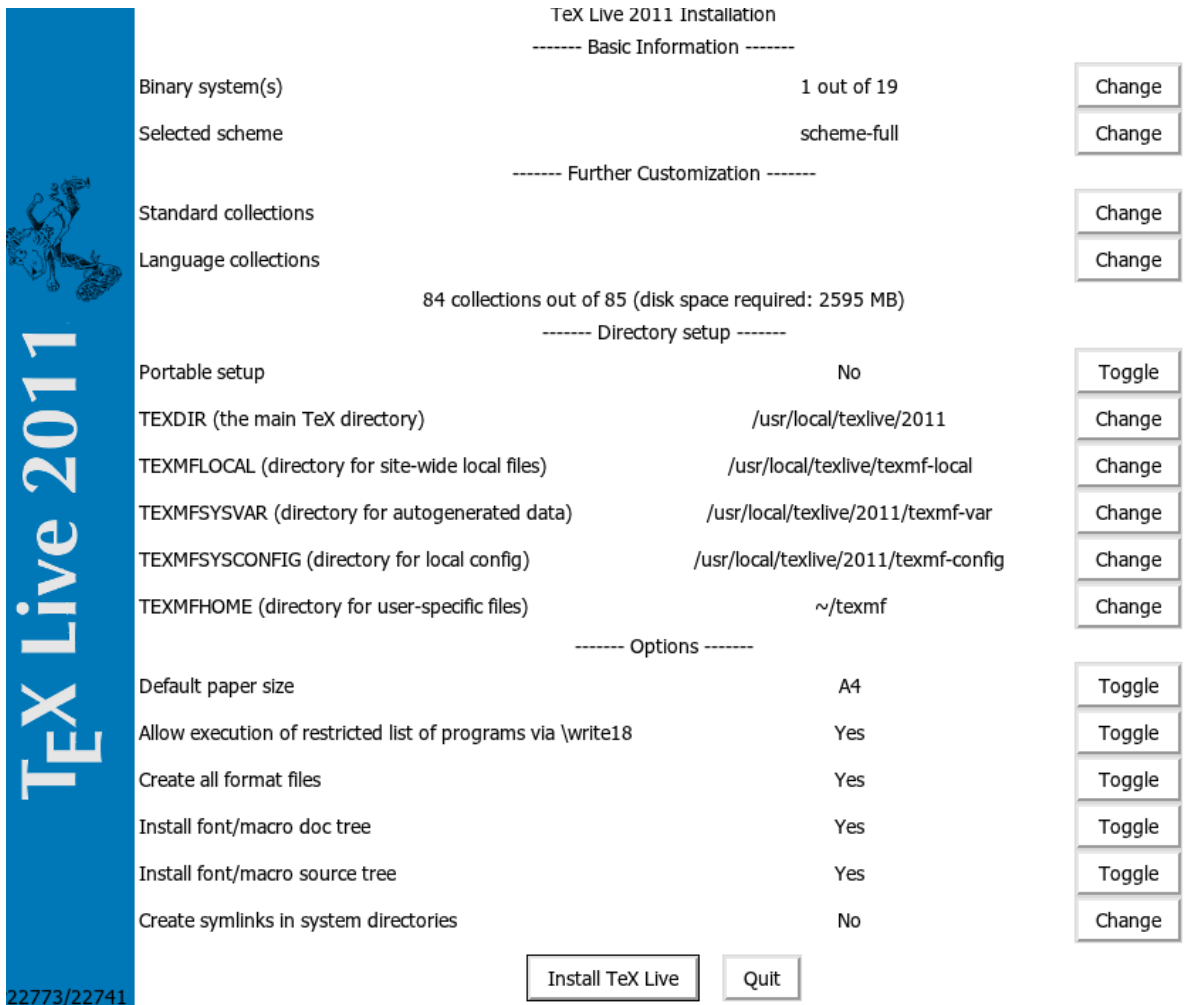 TeX Live 2011 Installation
------- Basic Information -------
Binary system(s) 1 out of 19 Change
Selected scheme scheme-full Change
------- Further Customization -------
Standard collections Change
Language collections Change
84 collections out of 85 (disk space required: 2595 MB)
------- Directory setup -------
Portable setup No Toggle
TEXDIR (the main TeX directory) /usr/local/texlive/2011 Change
TEXMFLOCAL (directory for site-wide local files) /usr/local/texlive/texmf-local Change
TEXMFSYSVAR (directory for autogenerated data) /usr/local/texlive/2011/texmf-var Change
TEXMFSYSCONFIG (directory for local config) /usr/local/texlive/2011/texmf-config Change
TEXMFHOME (directory for user-specific files) ~/texmf Change
------- Options -------
Default paper size A4 Toggle
Allow execution of restricted list of programs via \write18 Yes Toggle
Create all format files Yes Toggle
Install font/macro doc tree Yes Toggle
Install font/macro source tree Yes Toggle
Create symlinks in system directories No Change
Install TeX Live Quit
TEX Live 2011
22773/22741